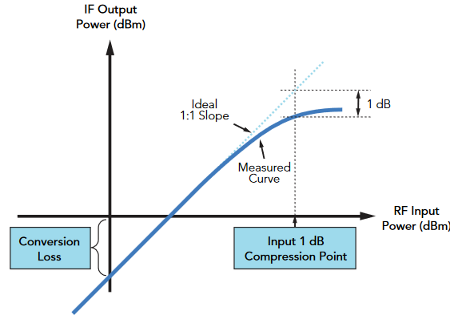 IF Output
Power (dBm)
Ideal
1:1 Slope
1 dB
Measured
Curve
RF Input
Power (dBm)
Conversion
Loss
Input 1 dB
Compression Point